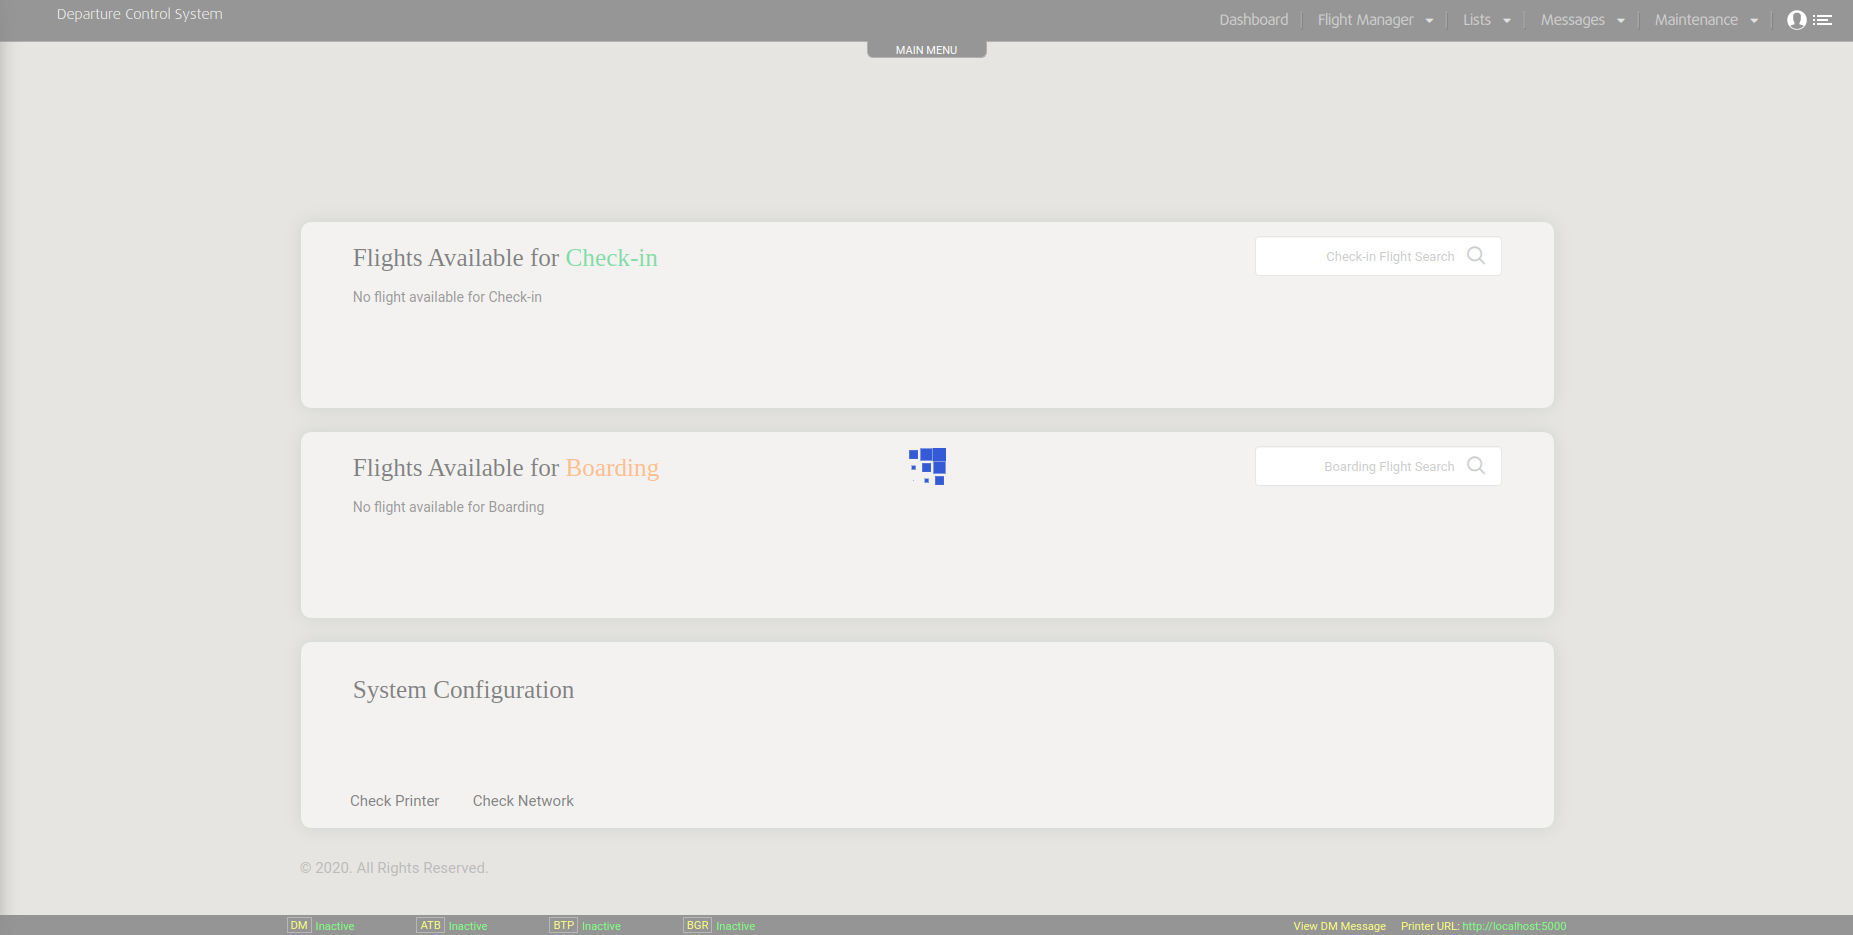 Departure Control System
Dashboard Flight Manager Lists Messages Maintenance
MAIN MENU
Flights Available for Check-in
Check-in Flight Search
No flight available for Check-in
Flights Available for Boarding
Boarding Flight Search
No flight available for Boarding
System Configuration
Check Printer Check Network
© 2020. All Rights Reserved.
DM Inactive ATB Inactive BTP Inactive BGR Inactive View DM Message Printer URL: http://localhost:5000